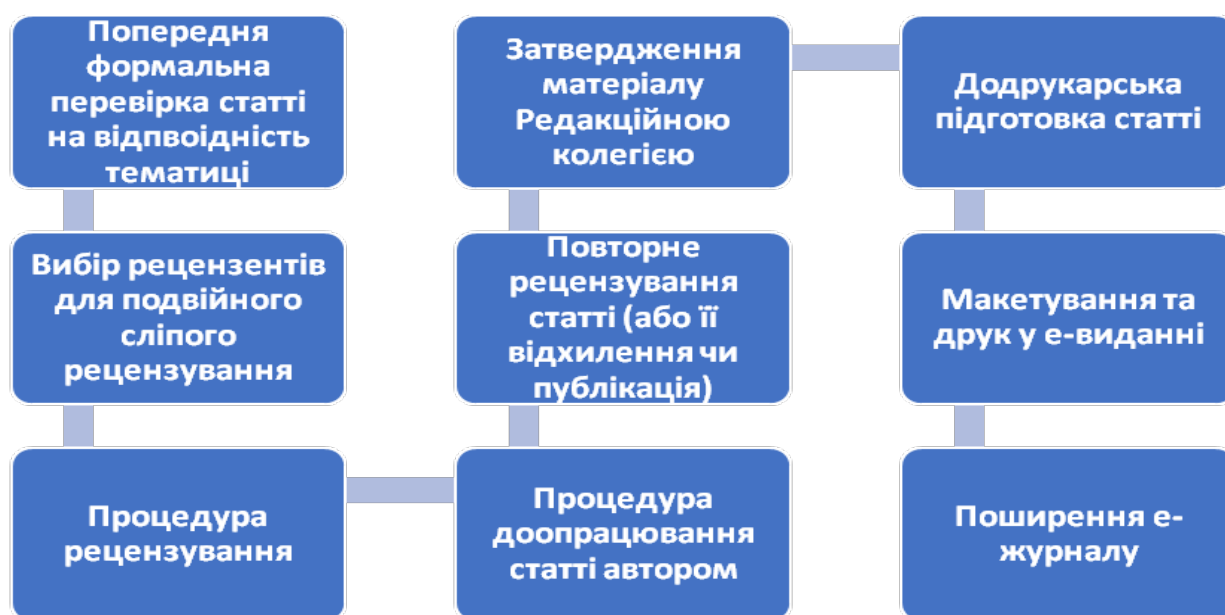 Попередня
формальна
перевірка статті
на відпвоідність
тематиці
Вибір рецензентів
для подвійного
сліпого
рецензування
Процедура
рецензування
Процедура
доопрацювання
статті автором
Повторне
рецензування
статті (або її
відхилення чи
публікація)
Затвердження
матеріалу
Редакційною
колегією
Додрукарська
підготовка статті
Макетування та
друк у е-виданні
Поширення е-
журналу